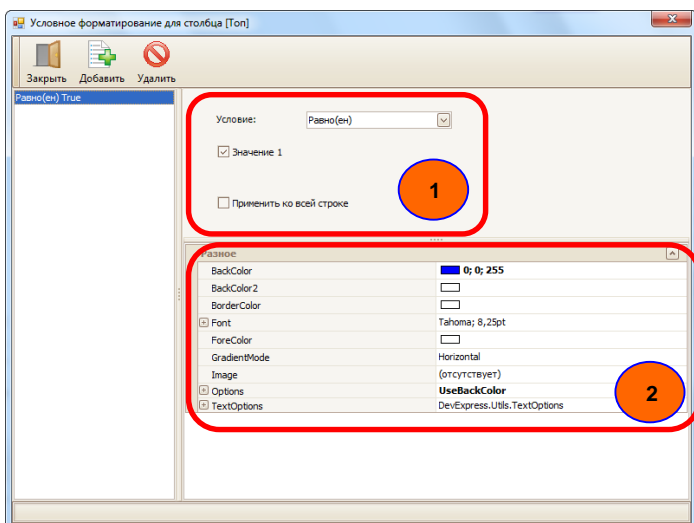 Условное форматирование для столбца [Топ]
Закрыть Добавить Удалить
Равно(ен) True
Условие: Равно(ен)
Значение 1
1
Применить ко всей строке
Разное
BackColor 0; 0; 255
BackColor2
BorderColor
Font Tahoma; 8,25pt
ForeColor
GradientMode Horizontal
Image (отсутствует)
Options UseBackColor
2
TextOptions DevExpress.Utils.TextOptions